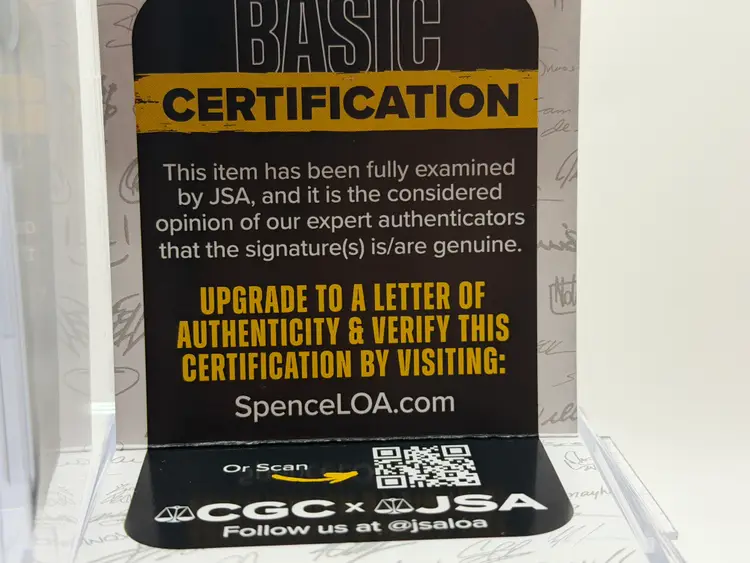 BASIC
CERTIFICATION
This item has been fully examined
by JSA, and it is the considered
opinion of our expert authenticators
that the signature(s) is/are genuine.
UPGRADE TO A LETTER OF
AUTHENTICITY & VERIFY THIS
CERTIFICATION BY VISITING:
SpenceLOA.com
Or Scan
CGC x JSA
Follow us at @jsaloa